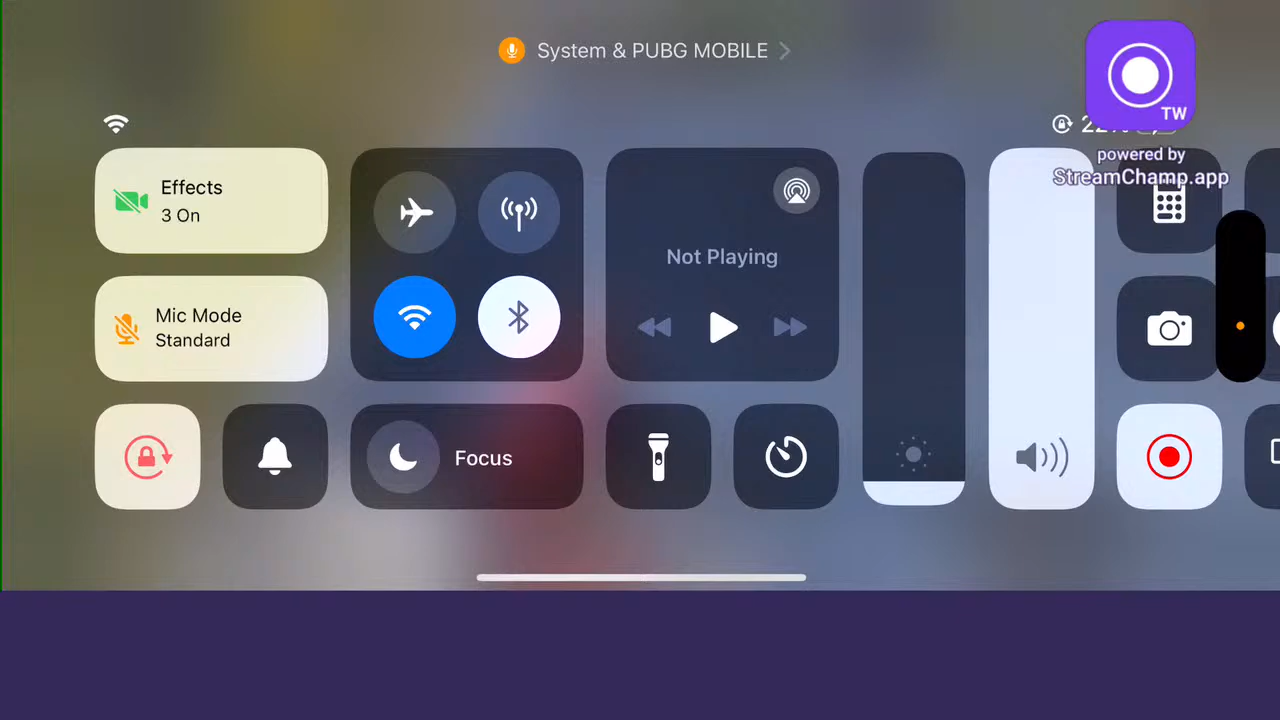 System & PUBG MOBILE
TW
powered by
StreamChamp.app
Effects
3 On
Not Playing
Mic Mode
Standard
Focus